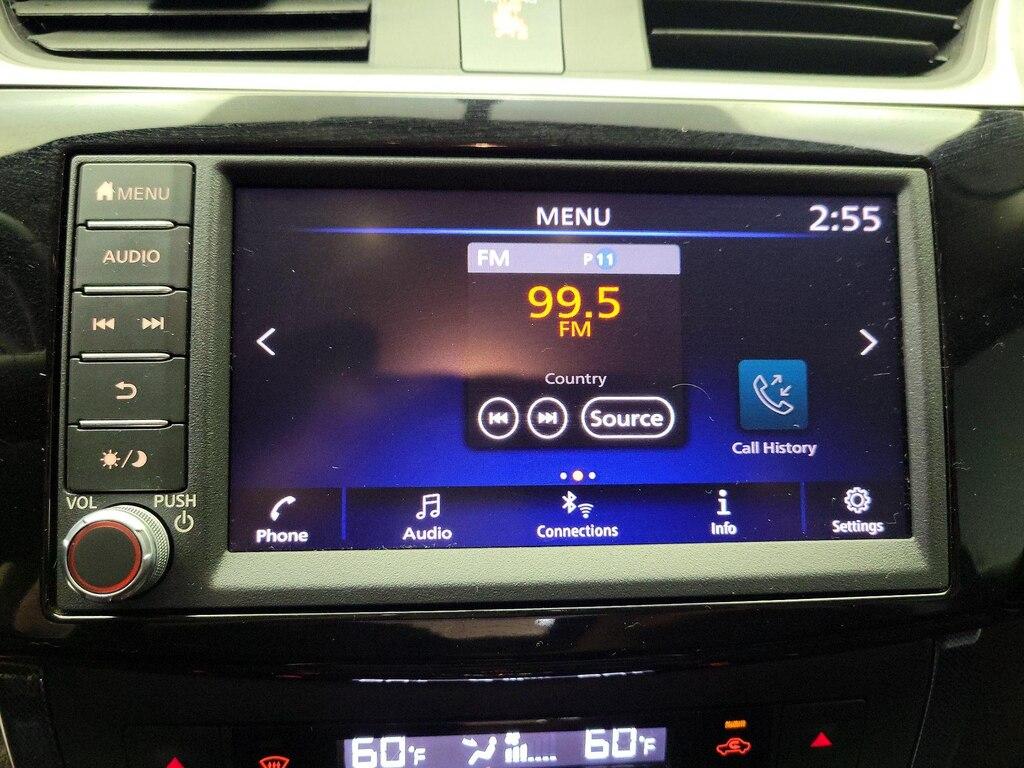 MENU
AUDIO
VOL
PUSH
MENU
2:55
FM
P 11
99.5
FM
Country
Source
Call History
Phone
Audio
Connections
Info
Settings
60°F
60°F